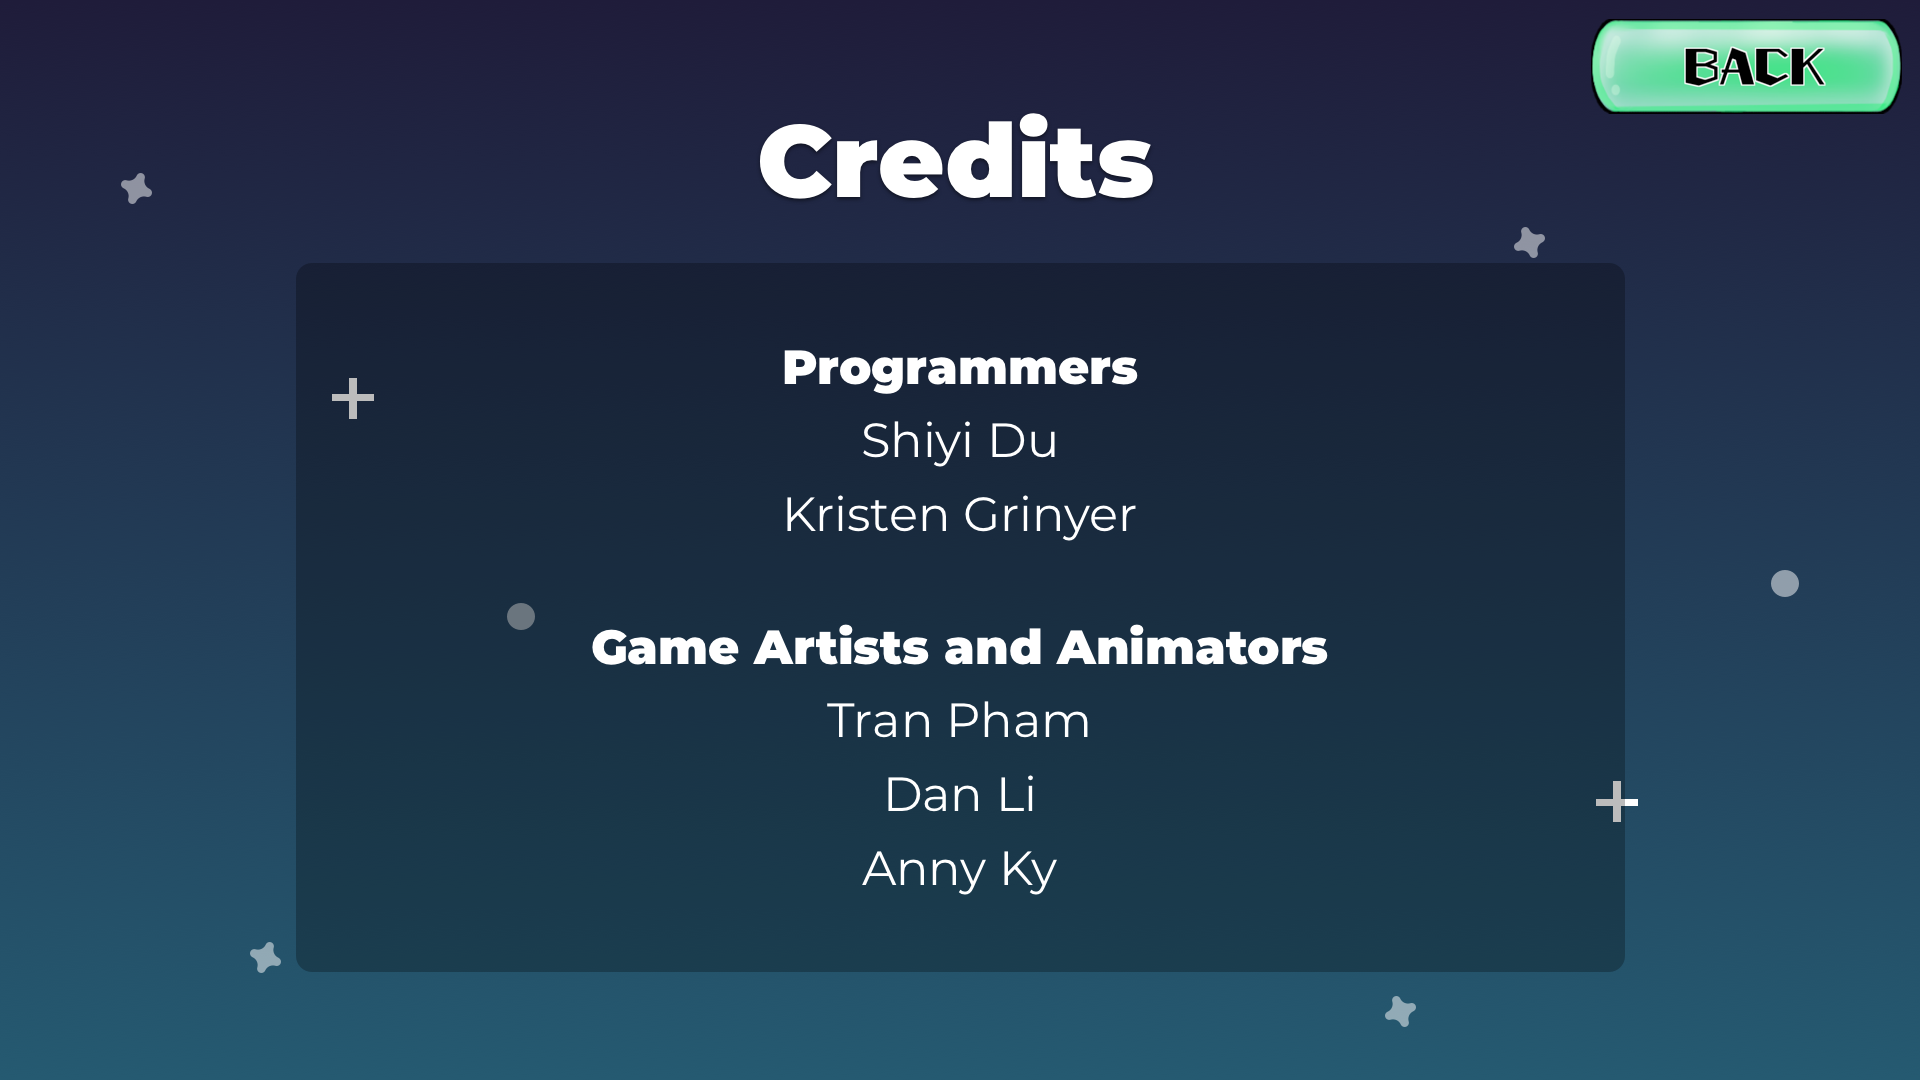 BACK
Credits
Programmers
Shiyi Du
Kristen Grinyer
Game Artists and Animators
Tran Pham
Dan Li
Anny Ky